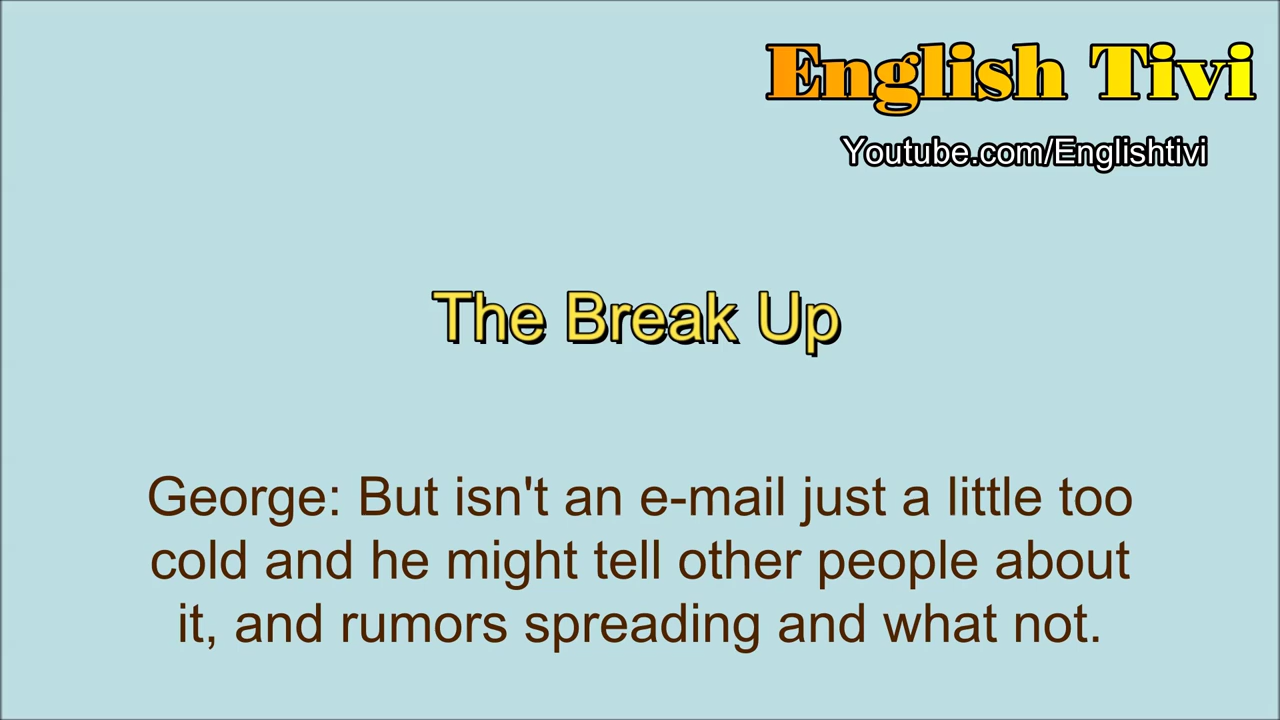 English Tivi
Youtube.com/Englishtivi
The Break Up
George: But isn't an e-mail just a little too
cold and he might tell other people about
it, and rumors spreading and what not.